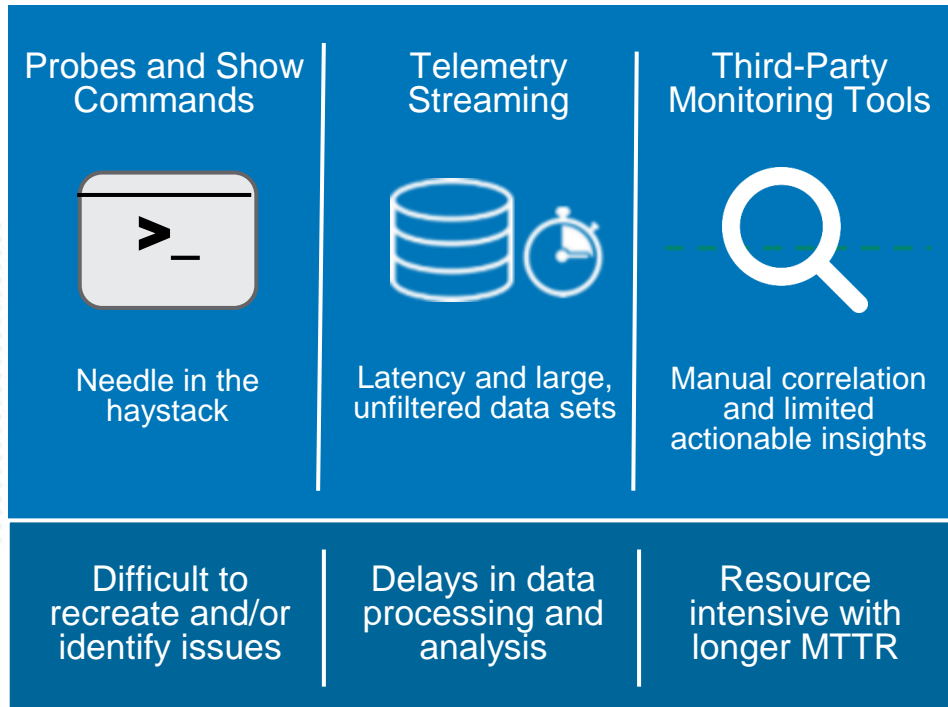 Probes and Show
Commands
>_
Needle in the
haystack
Telemetry
Streaming
Latency and large,
unfiltered data sets
Third-Party
Monitoring Tools
Manual correlation
and limited
actionable insights
Difficult to
recreate and/or
identify issues
Delays in data
processing and
analysis
Resource
intensive with
longer MTTR